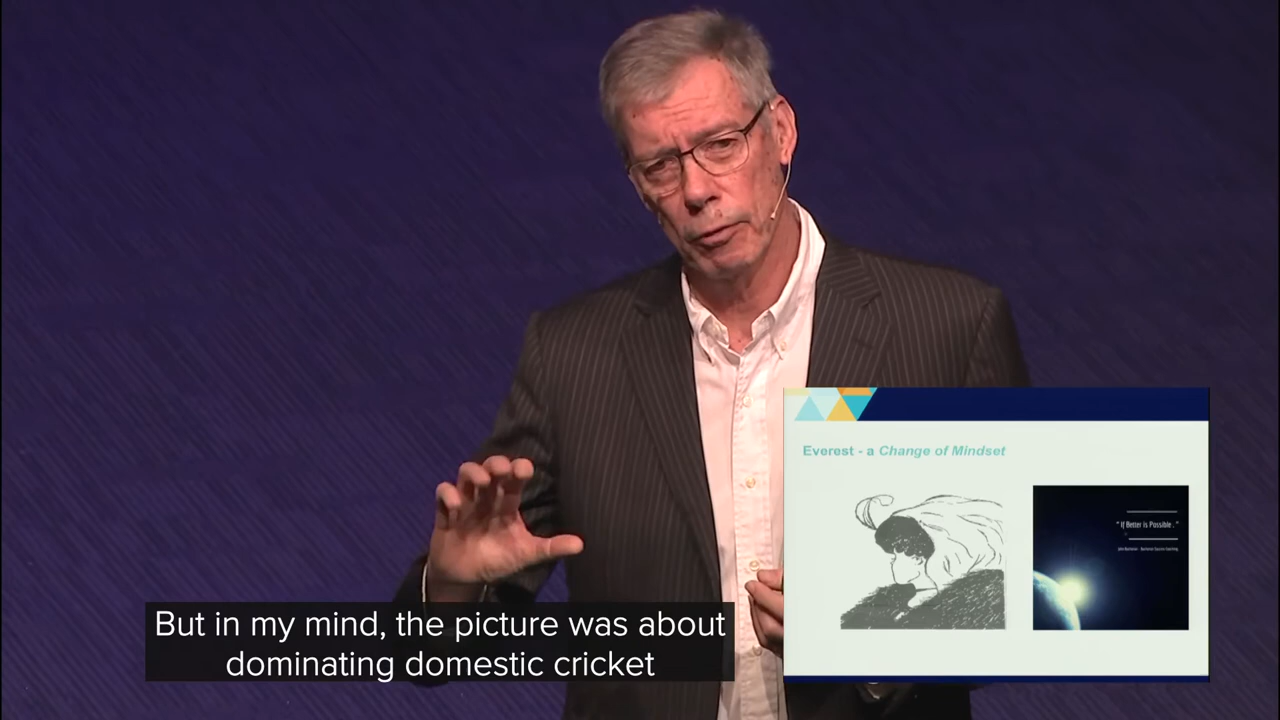 Everest - a Change of Mindset
" If Better is Possible . "
But in my mind, the picture was about
dominating domestic cricket